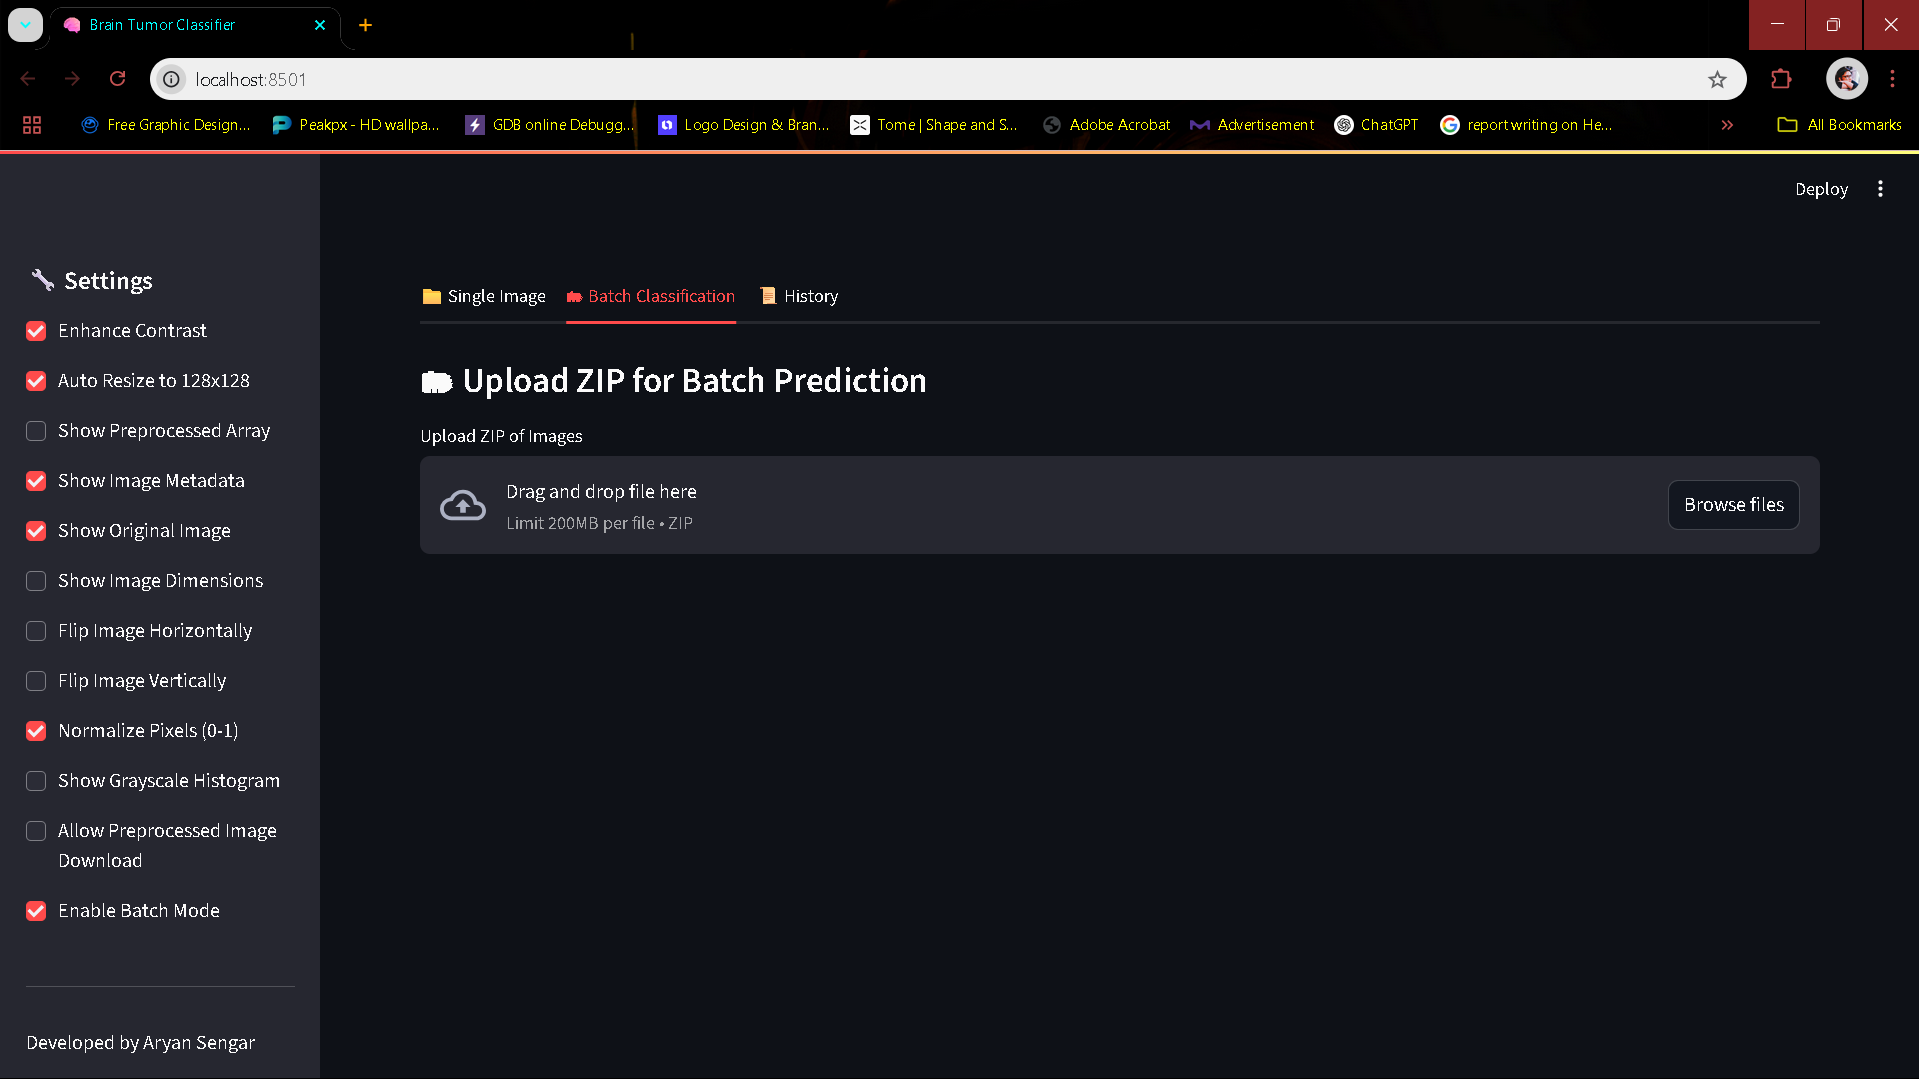 Brain Tumor Classifier
localhost:8501
Free Graphic Design...
Peakpx - HD wallpa...
GDB online Debugg...
Logo Design & Bran...
Tome | Shape and S...
Adobe Acrobat
Advertisement
ChatGPT
report writing on He...
All Bookmarks
Deploy
Settings
Enhance Contrast
Auto Resize to 128x128
Show Preprocessed Array
Show Image Metadata
Show Original Image
Show Image Dimensions
Flip Image Horizontally
Flip Image Vertically
Normalize Pixels (0-1)
Show Grayscale Histogram
Allow Preprocessed Image
Download
Enable Batch Mode
Developed by Aryan Sengar
Single Image
Batch Classification
History
Upload ZIP for Batch Prediction
Upload ZIP of Images
Drag and drop file here
Limit 200MB per file • ZIP
Browse files